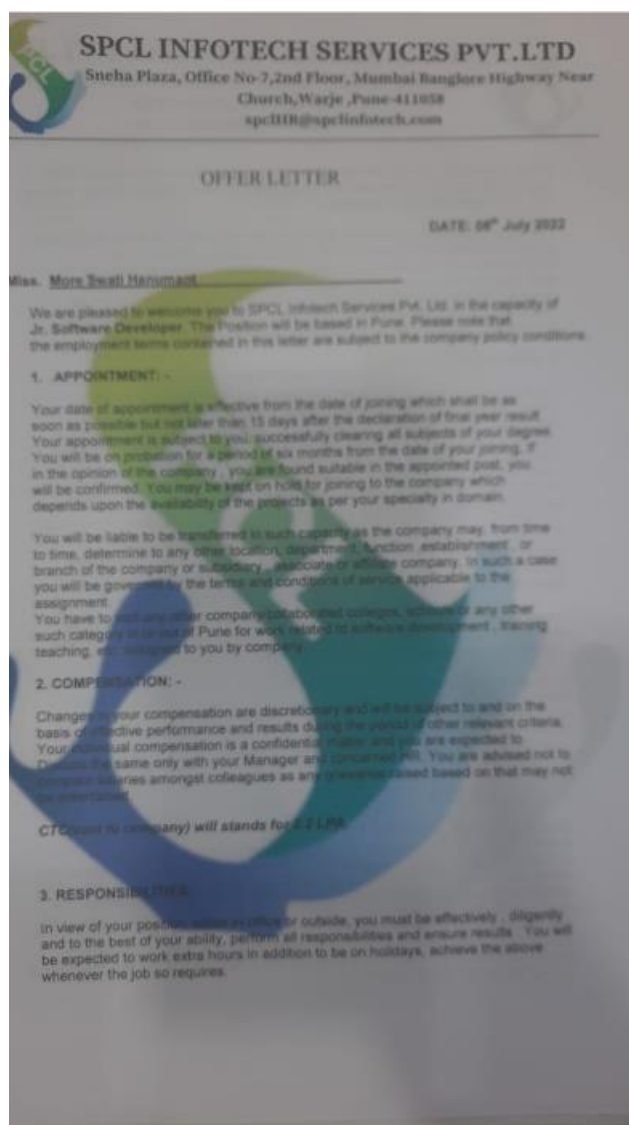 SPCL
SPCL INFOTECH SERVICES PVT.LTD
Sneha Plaza, Office No-7,2nd Floor, Mumbai Banglore Highway Near
Church,Warje ,Pune-411058
spclHR@spclinfotech.com
OFFER LETTER
DATE: 06th July 2022
Miss. More Swati Hanumant
We are pleased to welcome you to SPCL Infotech Services Pvt. Ltd. in the capacity of
Jr. Software Developer. The Position will be based in Pune. Please note that
the employment terms contained in this letter are subject to the company policy conditions.
1. APPOINTMENT: -
Your date of appointment is effective from the date of joining which shall be as
soon as possible but not later than 15 days after the declaration of final year result.
Your appointment is subject to you, successfully clearing all subjects of your degree.
You will be on probation for a period of six months from the date of your joining. If
in the opinion of the company , you are found suitable in the appointed post, you
will be confirmed. You may be kept on hold for joining to the company which
depends upon the availability of the projects as per your specialty in domain.
You will be liable to be transferred in such capacity as the company may, from time
to time, determine to any other location, department, function ,establishment , or
branch of the company or subsidiary , associate or affiliate company. In such a case
you will be governed by the terms and conditions of service applicable to the
assignment.
You have to visit any other company/collaborated colleges, or any other
such category in or out of Pune for work related to software development , training
teaching, etc. assigned to you by company.
2. COMPENSATION: -
Changes in your compensation are discretionary and will be subject to and on the
basis of effective performance and results during the period of other relevant criteria.
Your individual compensation is a confidential matter and you are expected to
Discuss the same only with your Manager and concerned HR. You are advised not to
compare salaries amongst colleagues as any grievance raised based on that may not
be entertained.
CTC(cost to company) will stands for 2.2 LPA.
3. RESPONSIBILITIES
In view of your position, either in office or outside, you must be effectively , diligently
and to the best of your ability, perform all responsibilities and ensure results . You will
be expected to work extra hours in addition to be on holidays, achieve the above
whenever the job so requires.